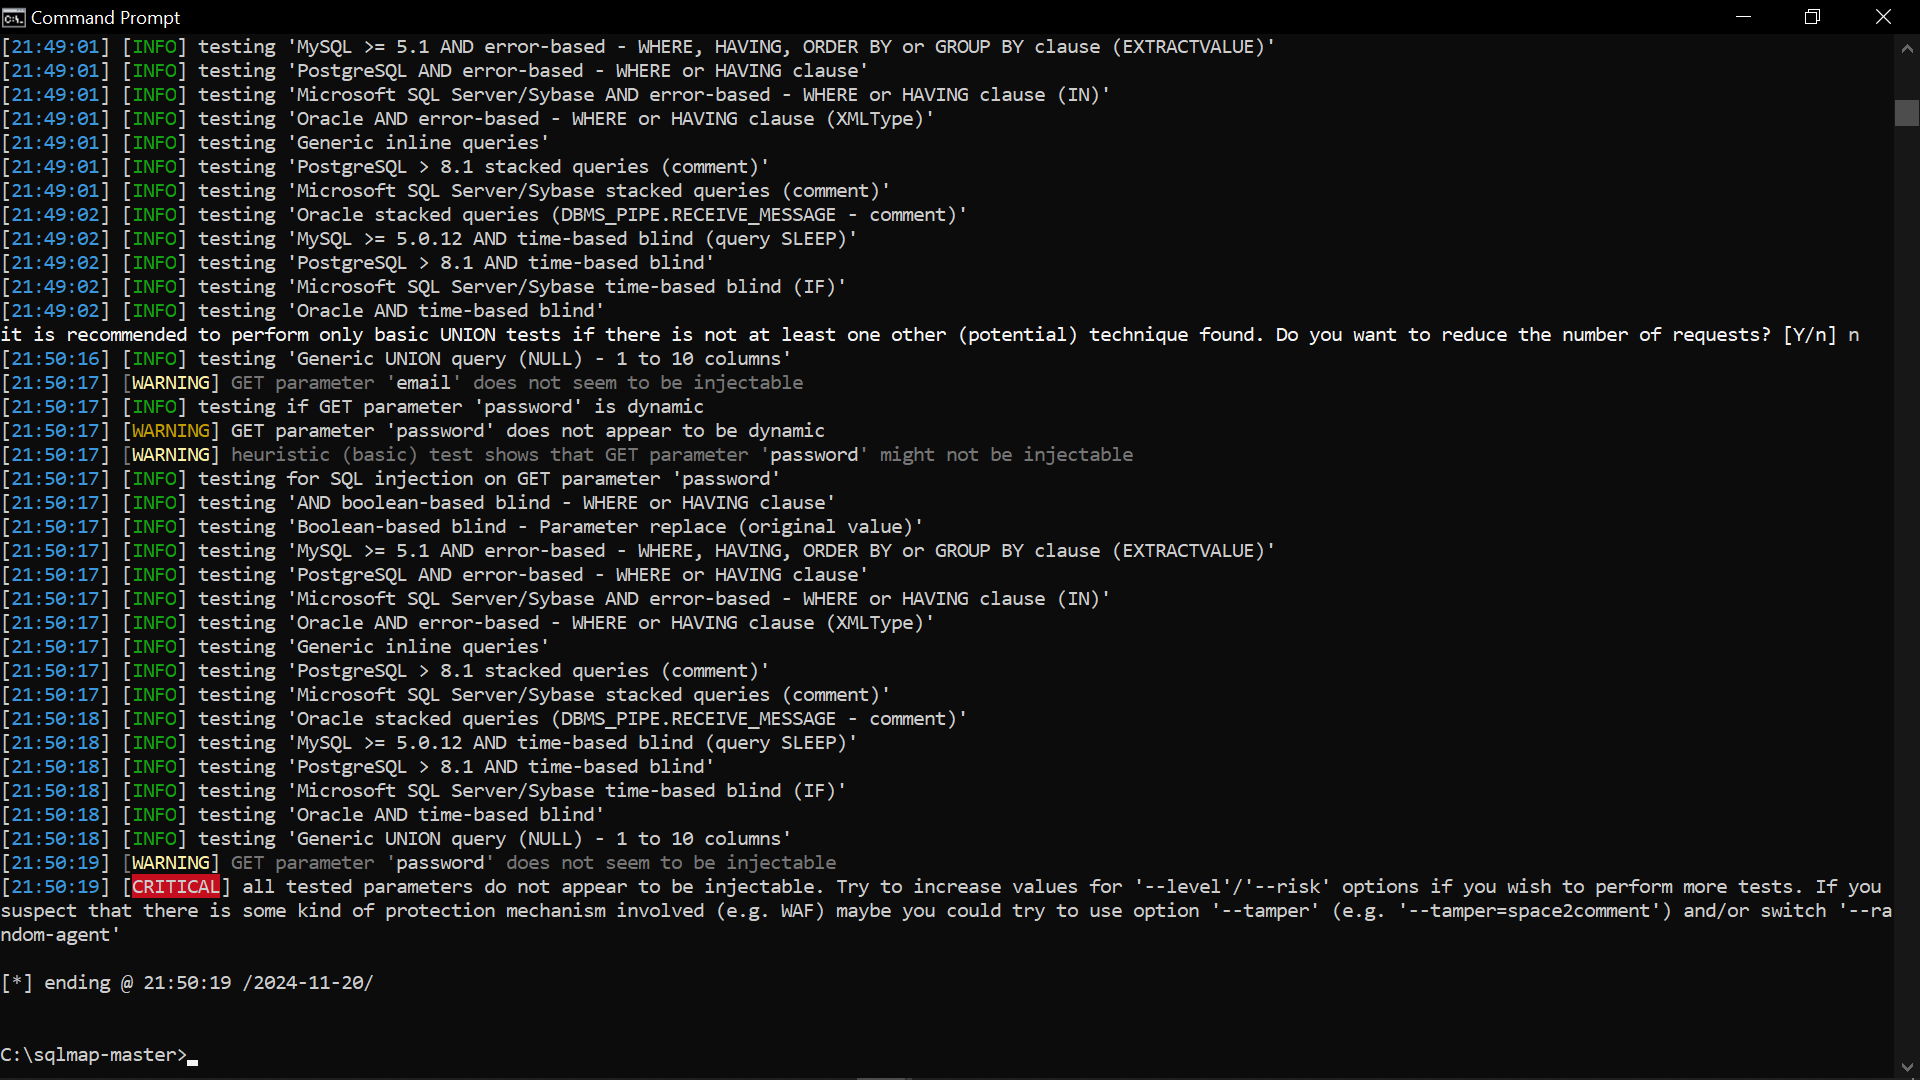 Command Prompt
[21:49:01] [INFO] testing 'MySQL >= 5.1 AND error-based - WHERE, HAVING, ORDER BY or GROUP BY clause (EXTRACTVALUE)'
[21:49:01] [INFO] testing 'PostgreSQL AND error-based - WHERE or HAVING clause'
[21:49:01] [INFO] testing 'Microsoft SQL Server/Sybase AND error-based - WHERE or HAVING clause (IN)'
[21:49:01] [INFO] testing 'Oracle AND error-based - WHERE or HAVING clause (XMLType)'
[21:49:01] [INFO] testing 'Generic inline queries'
[21:49:01] [INFO] testing 'PostgreSQL > 8.1 stacked queries (comment)'
[21:49:01] [INFO] testing 'Microsoft SQL Server/Sybase stacked queries (comment)'
[21:49:02] [INFO] testing 'Oracle stacked queries (DBMS_PIPE.RECEIVE_MESSAGE - comment)'
[21:49:02] [INFO] testing 'MySQL >= 5.0.12 AND time-based blind (query SLEEP)'
[21:49:02] [INFO] testing 'PostgreSQL > 8.1 AND time-based blind'
[21:49:02] [INFO] testing 'Microsoft SQL Server/Sybase time-based blind (IF)'
[21:49:02] [INFO] testing 'Oracle AND time-based blind'
it is recommended to perform only basic UNION tests if there is not at least one other (potential) technique found. Do you want to reduce the number of requests? [Y/n] n
[21:50:16] [INFO] testing 'Generic UNION query (NULL) - 1 to 10 columns'
[21:50:17] [WARNING] GET parameter 'email' does not seem to be injectable
[21:50:17] [INFO] testing if GET parameter 'password' is dynamic
[21:50:17] [WARNING] GET parameter 'password' does not appear to be dynamic
[21:50:17] [WARNING] heuristic (basic) test shows that GET parameter 'password' might not be injectable
[21:50:17] [INFO] testing for SQL injection on GET parameter 'password'
[21:50:17] [INFO] testing 'AND boolean-based blind - WHERE or HAVING clause'
[21:50:17] [INFO] testing 'Boolean-based blind - Parameter replace (original value)'
[21:50:17] [INFO] testing 'MySQL >= 5.1 AND error-based - WHERE, HAVING, ORDER BY or GROUP BY clause (EXTRACTVALUE)'
[21:50:17] [INFO] testing 'PostgreSQL AND error-based - WHERE or HAVING clause'
[21:50:17] [INFO] testing 'Microsoft SQL Server/Sybase AND error-based - WHERE or HAVING clause (IN)'
[21:50:17] [INFO] testing 'Oracle AND error-based - WHERE or HAVING clause (XMLType)'
[21:50:17] [INFO] testing 'Generic inline queries'
[21:50:17] [INFO] testing 'PostgreSQL > 8.1 stacked queries (comment)'
[21:50:17] [INFO] testing 'Microsoft SQL Server/Sybase stacked queries (comment)'
[21:50:18] [INFO] testing 'Oracle stacked queries (DBMS_PIPE.RECEIVE_MESSAGE - comment)'
[21:50:18] [INFO] testing 'MySQL >= 5.0.12 AND time-based blind (query SLEEP)'
[21:50:18] [INFO] testing 'PostgreSQL > 8.1 AND time-based blind'
[21:50:18] [INFO] testing 'Microsoft SQL Server/Sybase time-based blind (IF)'
[21:50:18] [INFO] testing 'Oracle AND time-based blind'
[21:50:18] [INFO] testing 'Generic UNION query (NULL) - 1 to 10 columns'
[21:50:19] [WARNING] GET parameter 'password' does not seem to be injectable
[21:50:19] [CRITICAL] all tested parameters do not appear to be injectable. Try to increase values for '--level'/'--risk' options if you wish to perform more tests. If you
suspect that there is some kind of protection mechanism involved (e.g. WAF) maybe you could try to use option '--tamper' (e.g. '--tamper=space2comment') and/or switch '--ra
ndom-agent'
[*] ending @ 21:50:19 /2024-11-20/
C:\sqlmap-master>